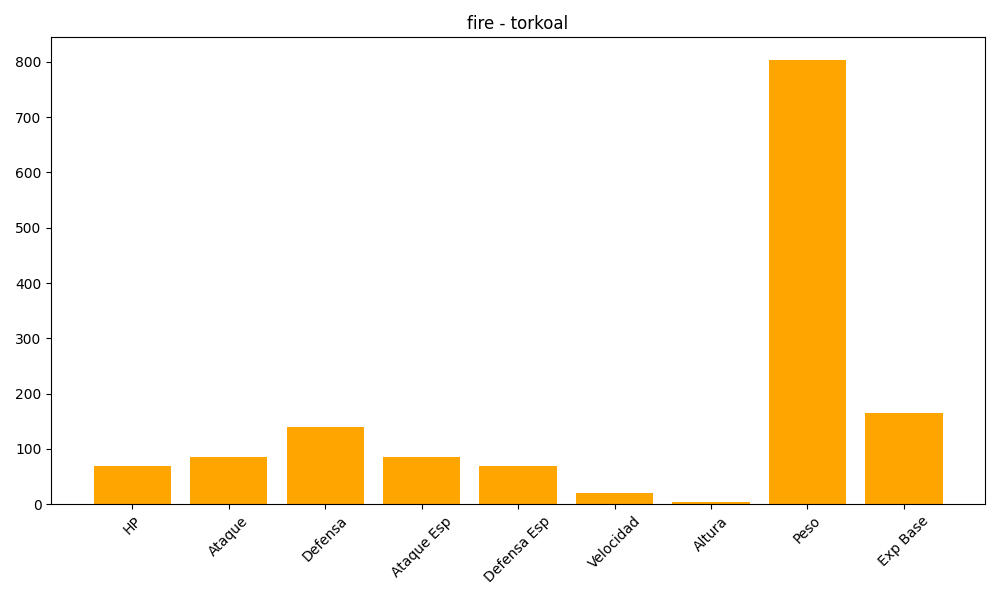 fire - torkoal
800
700
600
500
400
300
200
100
0
HP
Ataque
Defensa
Ataque Esp
Defensa Esp
Velocidad
Altura
Peso
Exp Base